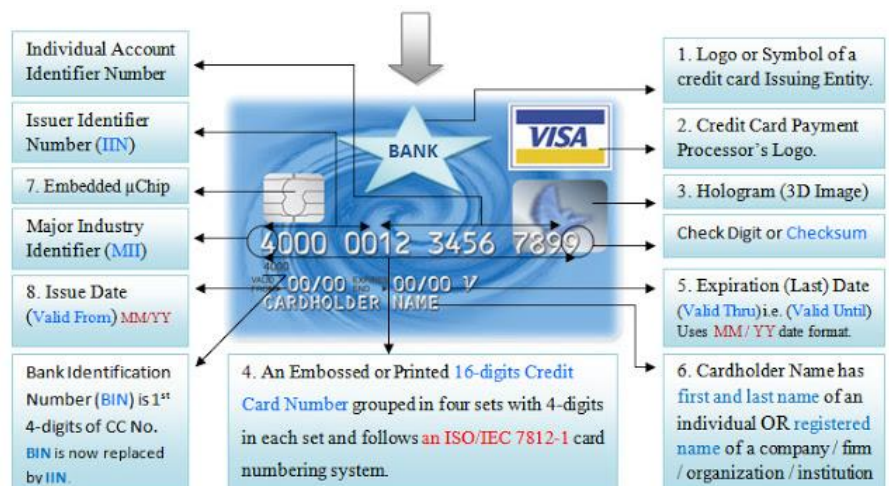 Individual Account
Identifier Number
Issuer Identifier
Number (IIN)
7. Embedded µChip
Major Industry
Identifier (MII)
8. Issue Date
(Valid From) MM/YY
Bank Identification
Number (BIN) is 1st
4-digits of CC No.
BIN is now replaced
by IIN.
BANK
VISA
4000 0012 3456 7899
4000
VALID FROM 00/00 EXPIRES END 00/00 V
CARDHOLDER NAME
4. An Embossed or Printed 16-digits Credit
Card Number grouped in four sets with 4-digits
in each set and follows an ISO/IEC 7812-1 card
numbering system.
1. Logo or Symbol of a
credit card Issuing Entity.
2. Credit Card Payment
Processor's Logo.
3. Hologram (3D Image)
Check Digit or Checksum
5. Expiration (Last) Date
(Valid Thru) i.e. (Valid Until)
Uses MM / YY date format.
6. Cardholder Name has
first and last name of an
individual OR registered
name of a company / firm
/ organization / institution